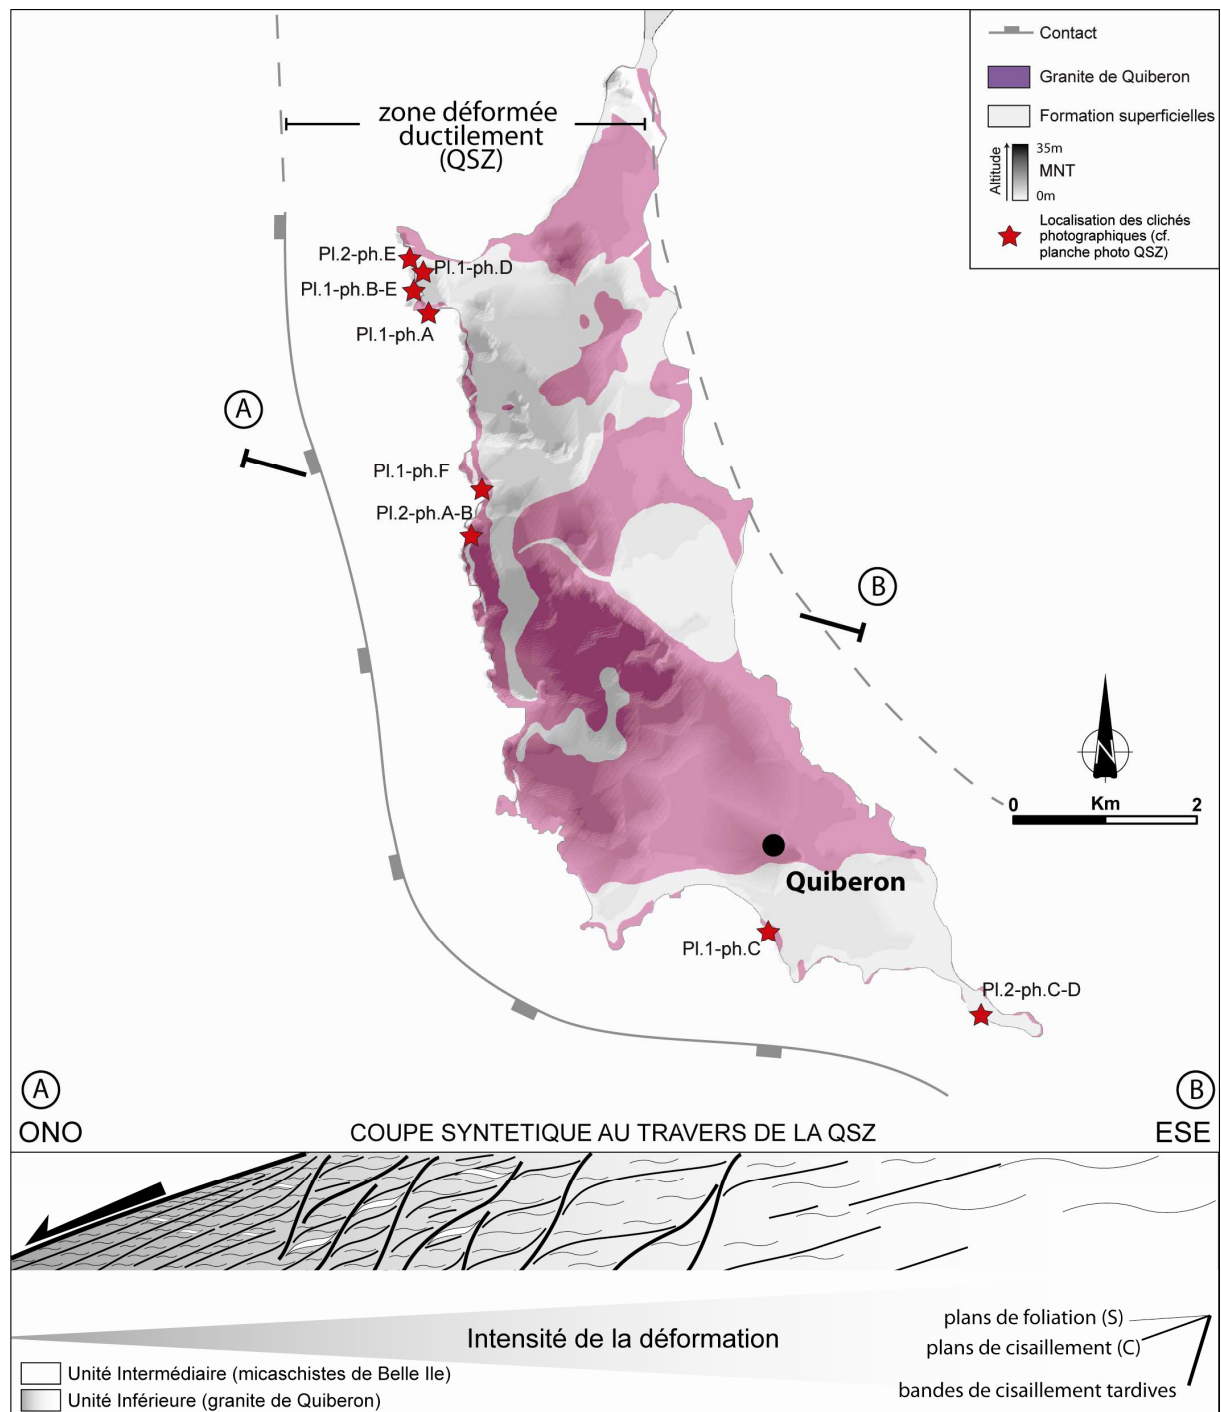 Contact
Granite de Quiberon
Formation superficielles
Altitude
35m
MNT
0m
Localisation des clichés
photographiques (cf.
planche photo QSZ)
zone déformée
ductilement
(QSZ)
Pl.2-ph.E
Pl.1-ph.D
Pl.1-ph.B-E
Pl.1-ph.A
A
Pl.1-ph.F
Pl.2-ph.A-B
B
N
0 Km 2
Quiberon
Pl.1-ph.C
Pl.2-ph.C-D
A
B
ONO
COUPE SYNTETIQUE AU TRAVERS DE LA QSZ
ESE
Intensité de la déformation
plans de foliation (S)
plans de cisaillement (C)
bandes de cisaillement tardives
Unité Intermédiaire (micaschistes de Belle Ile)
Unité Inférieure (granite de Quiberon)